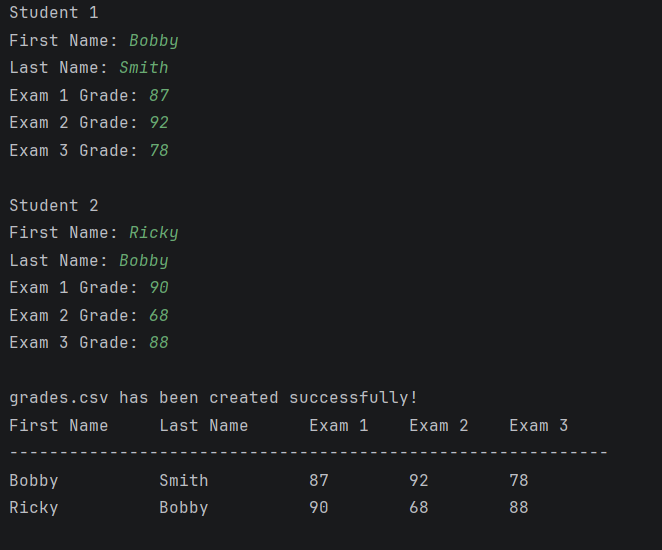 Student 1
First Name: Bobby
Last Name: Smith
Exam 1 Grade: 87
Exam 2 Grade: 92
Exam 3 Grade: 78

Student 2
First Name: Ricky
Last Name: Bobby
Exam 1 Grade: 90
Exam 2 Grade: 68
Exam 3 Grade: 88

grades.csv has been created successfully!
First Name     Last Name      Exam 1    Exam 2    Exam 3
------------------------------------------------------------
Bobby          Smith          87        92        78
Ricky          Bobby          90        68        88